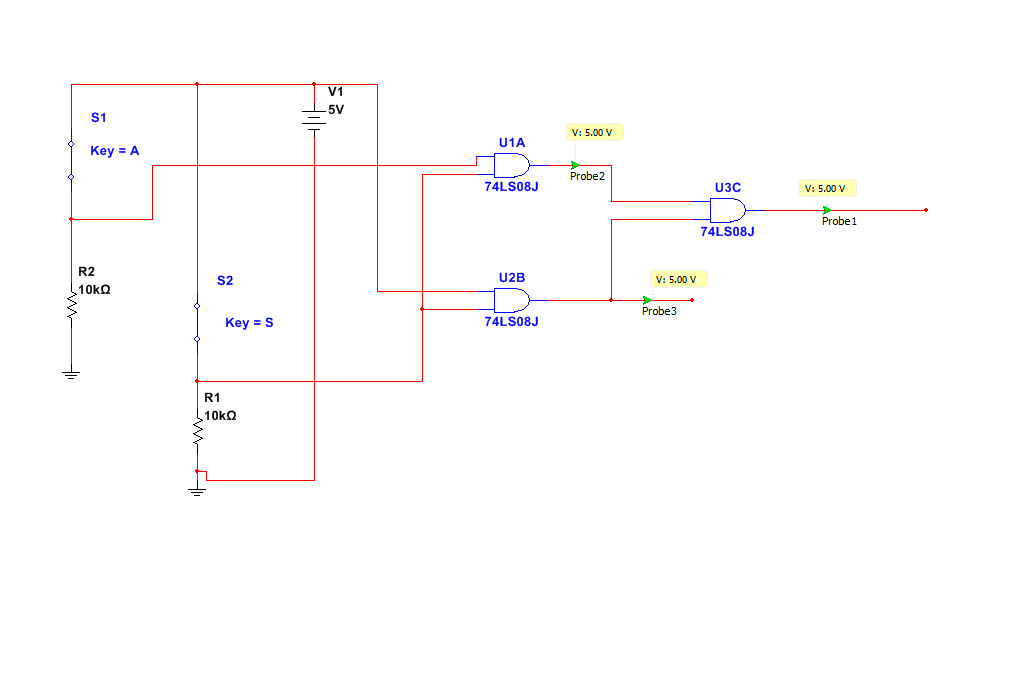 V1
5V
S1
Key = A
V: 5.00 V
U1A
Probe2
74LS08J
V: 5.00 V
U3C
Probe1
74LS08J
R2
10kΩ
S2
V: 5.00 V
U2B
Probe3
74LS08J
Key = S
R1
10kΩ